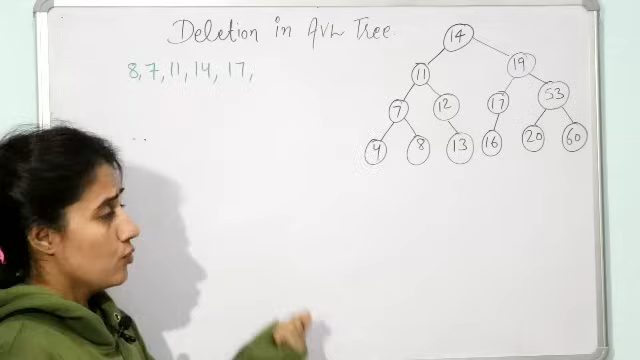 Deletion in AVL Tree.
8, 7, 11, 14, 17,
14
11 19
7 12 17 53
4 8 13 16 20 60